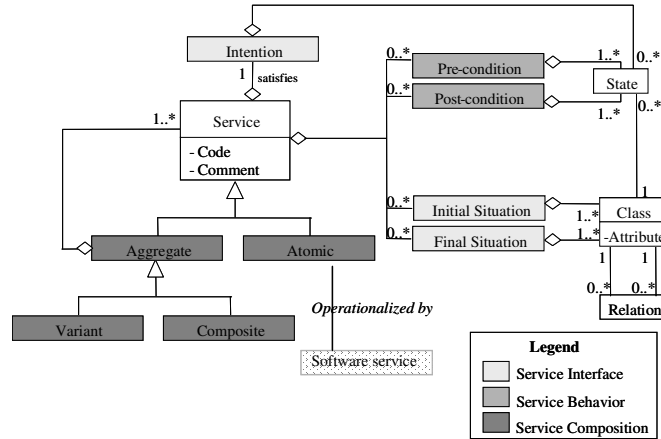 Intention
1
satisfies
0..*
Pre-condition
1..*
0..*
State
0..*
Post-condition
1..*
0..*
1..*
Service
- Code
- Comment
0..*
Initial Situation
1..*
1
Class
0..*
Final Situation
1..*
-Attribute
1
1
Aggregate
Atomic
0..*
0..*
Relation
Operationalized by
Variant
Composite
Software service
Legend
Service Interface
Service Behavior
Service Composition